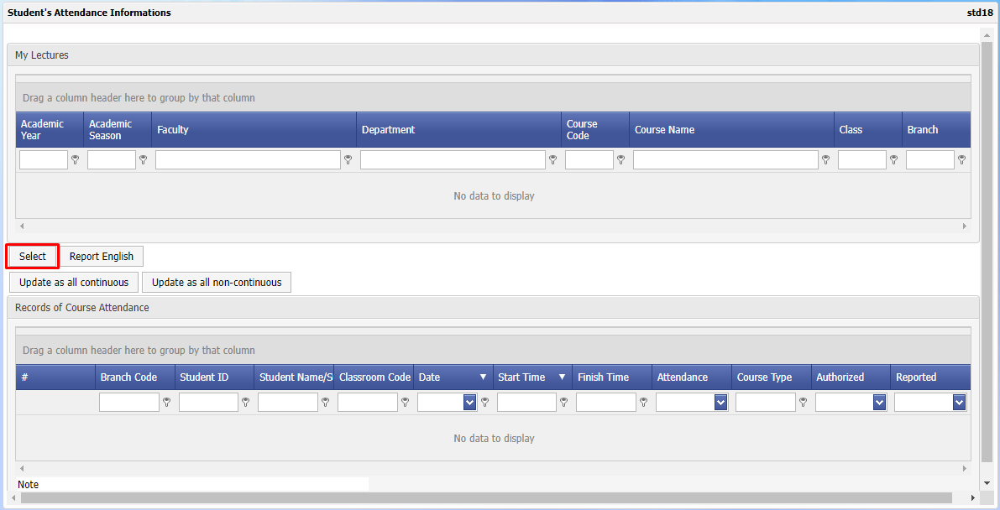 Student's Attendance Informations std18
My Lectures
Drag a column header here to group by that column
Academic Year Academic Season Faculty Department Course Code Course Name Class Branch
No data to display
Select Report English
Update as all continuous Update as all non-continuous
Records of Course Attendance
Drag a column header here to group by that column
# Branch Code Student ID Student Name/S Classroom Code Date Start Time Finish Time Attendance Course Type Authorized Reported
No data to display
Note